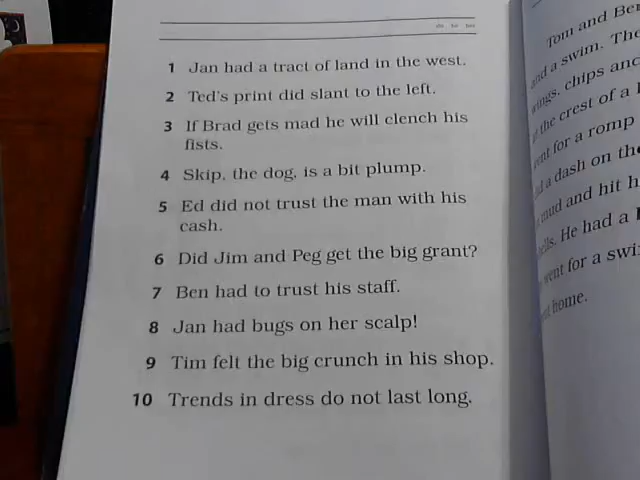 1 Jan had a tract of land in the west.
2 Ted's print did slant to the left.
3 If Brad gets mad he will clench his
fists.
4 Skip, the dog, is a bit plump.
5 Ed did not trust the man with his
cash.
6 Did Jim and Peg get the big grant?
7 Ben had to trust his staff.
8 Jan had bugs on her scalp!
9 Tim felt the big crunch in his shop.
10 Trends in dress do not last long.
Tom and
and a swim. The
wings, chips and
the crest of a
for a romp
a dash on the
mud and hit
He had a
went for a
home.